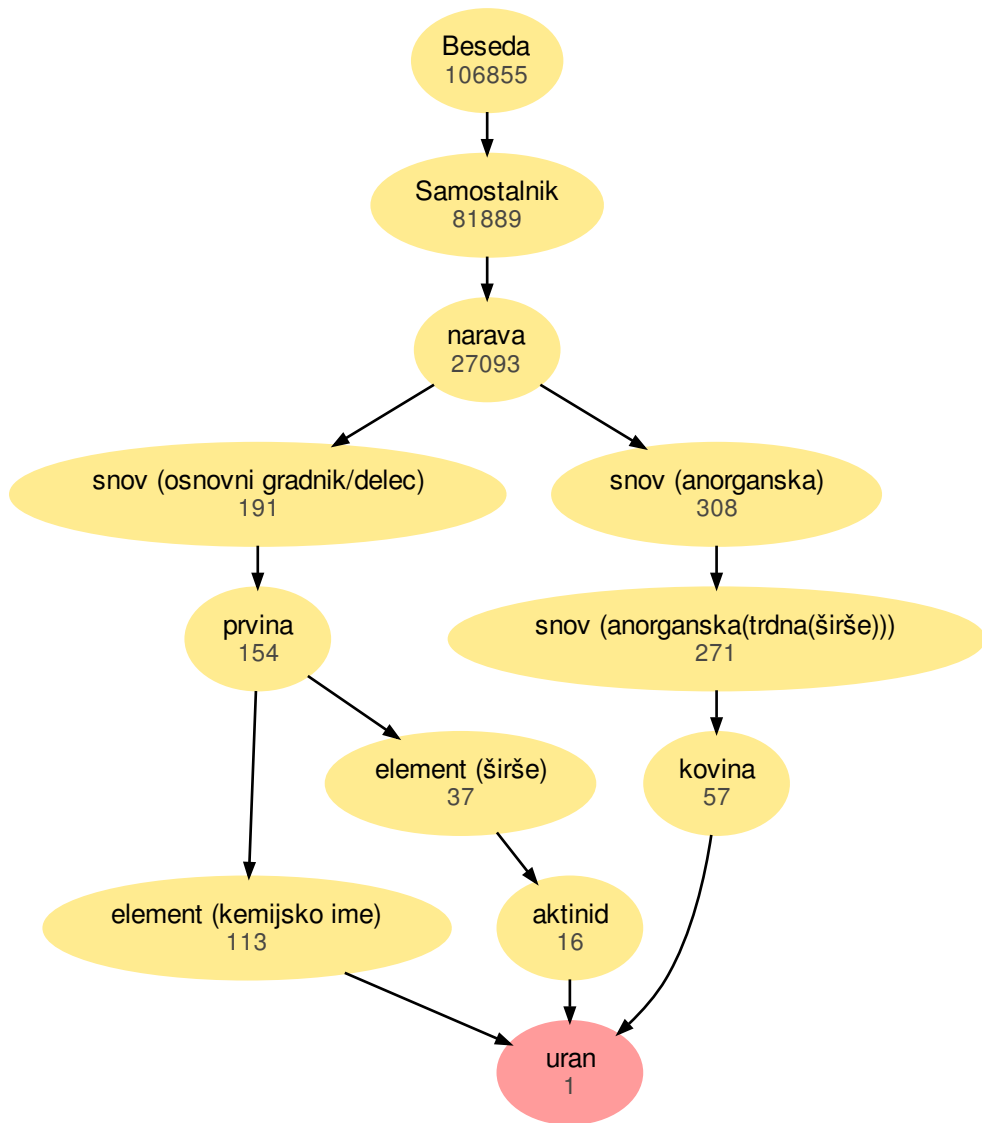 Beseda
106855
Samostalnik
81889
narava
27093
snov (osnovni gradnik/delec)
191
snov (anorganska)
308
prvina
154
snov (anorganska(trdna(širše)))
271
element (širše)
37
kovina
57
element (kemijsko ime)
113
aktinid
16
uran
1